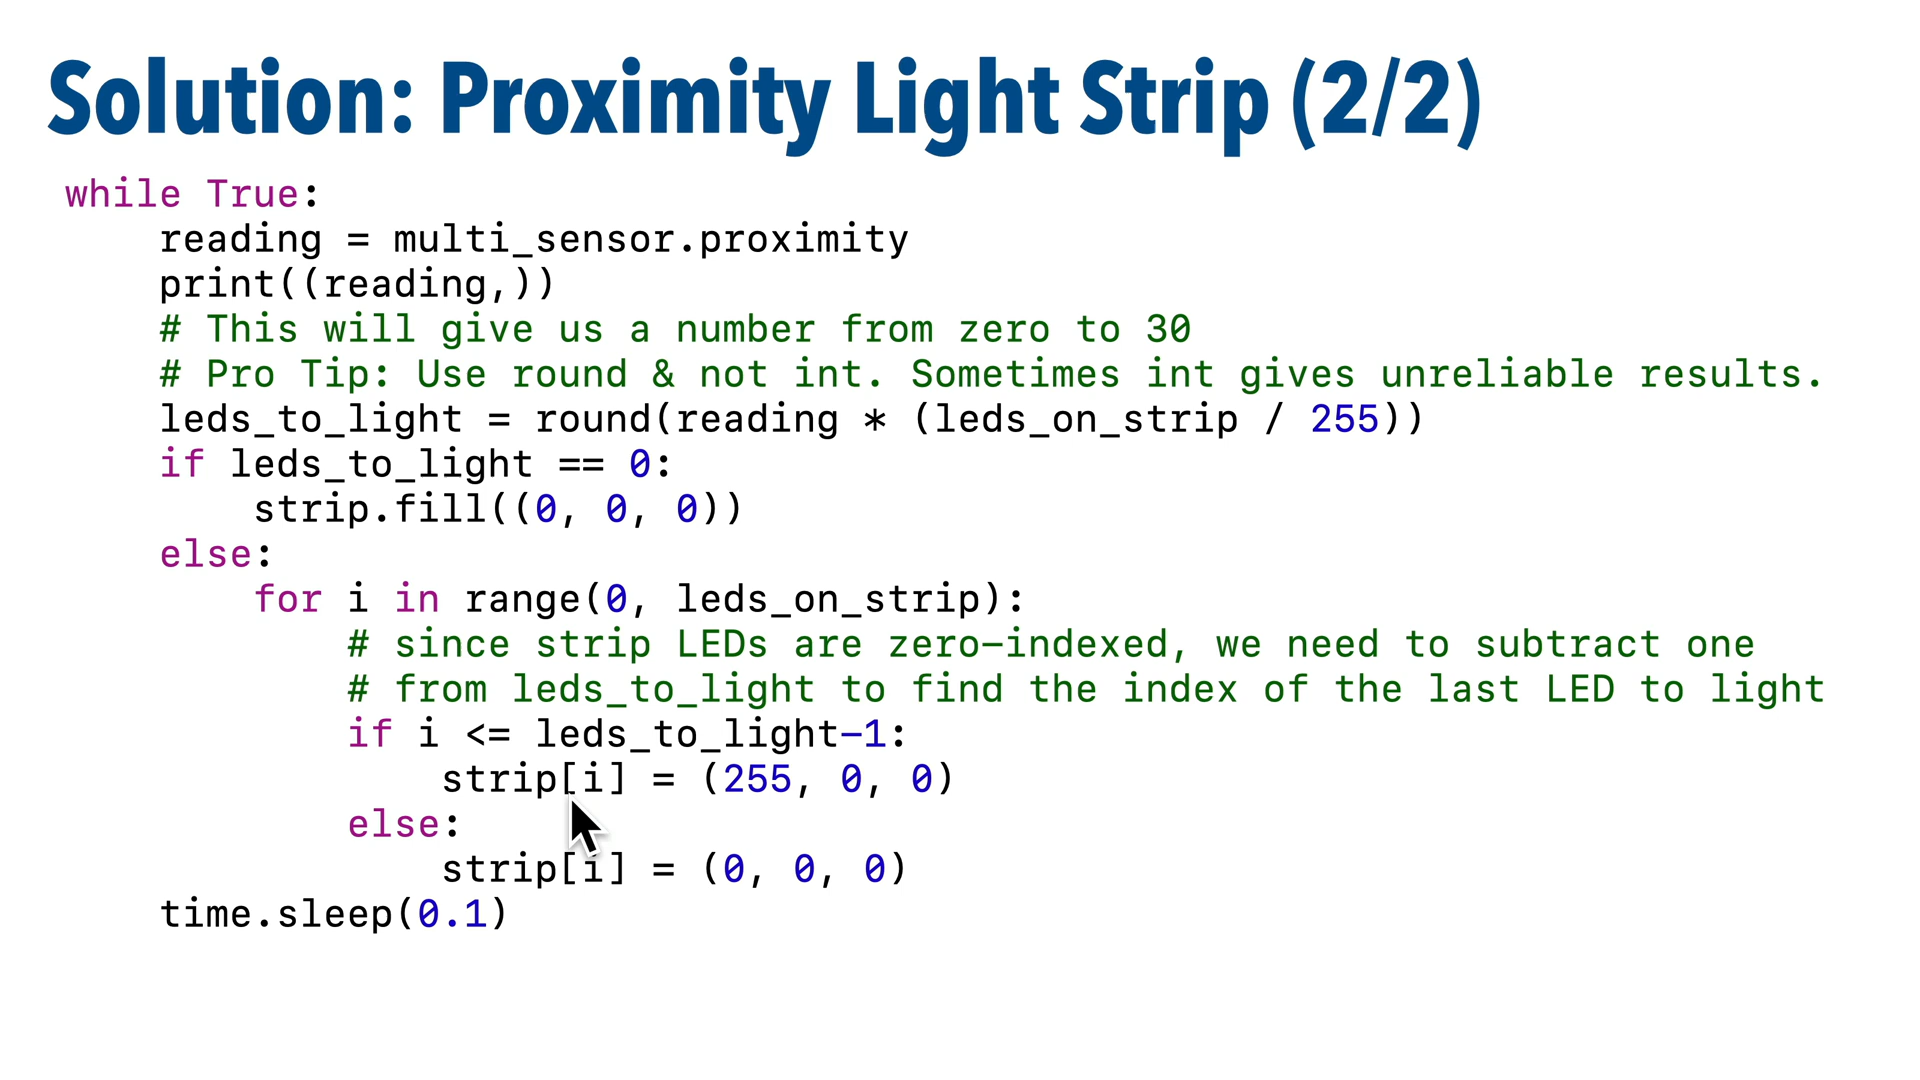 Solution: Proximity Light Strip (2/2)
while True:
    reading = multi_sensor.proximity
    print((reading,))
    # This will give us a number from zero to 30
    # Pro Tip: Use round & not int. Sometimes int gives unreliable results.
    leds_to_light = round(reading * (leds_on_strip / 255))
    if leds_to_light == 0:
        strip.fill((0, 0, 0))
    else:
        for i in range(0, leds_on_strip):
            # since strip LEDs are zero-indexed, we need to subtract one
            # from leds_to_light to find the index of the last LED to light
            if i <= leds_to_light-1:
                strip[i] = (255, 0, 0)
            else:
                strip[i] = (0, 0, 0)
    time.sleep(0.1)